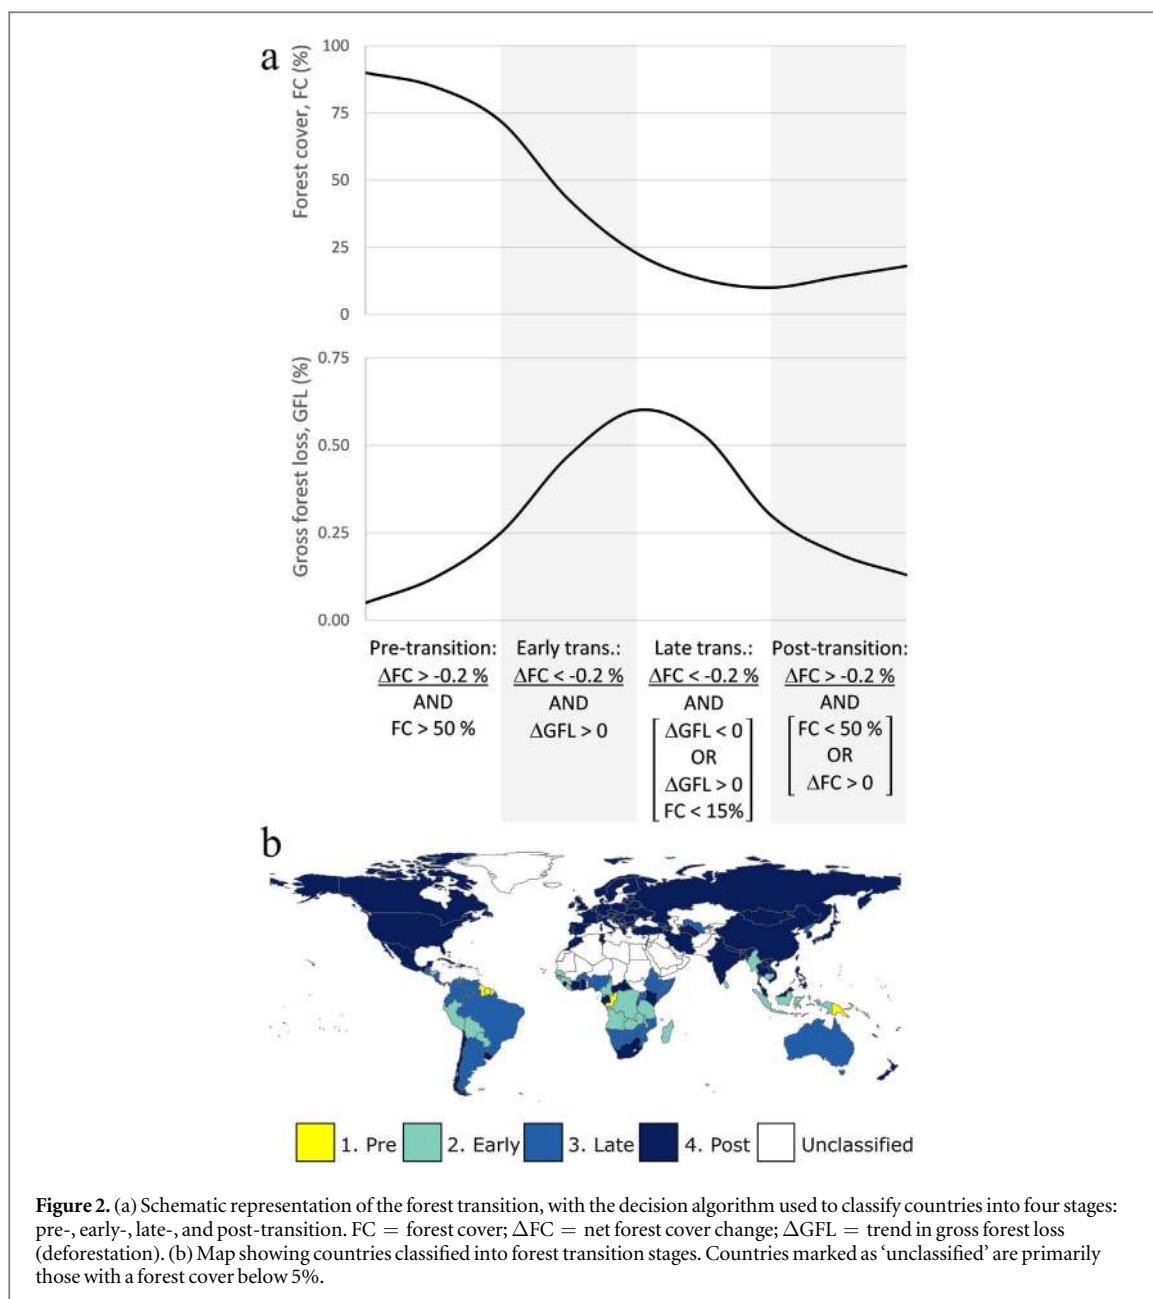 a
Forest cover, FC (%)
100
75
50
25
0
Gross forest loss, GFL (%)
0.75
0.50
0.25
0.00
Pre-transition:
ΔFC > -0.2 %
AND
FC > 50 %
Early trans.:
ΔFC < -0.2 %
AND
ΔGFL > 0
Late trans.:
ΔFC < -0.2 %
AND
ΔGFL < 0
OR
ΔGFL > 0
FC < 15%
Post-transition:
ΔFC > -0.2 %
AND
FC < 50 %
OR
ΔFC > 0
b
1. Pre
2. Early
3. Late
4. Post
Unclassified
Figure 2. (a) Schematic representation of the forest transition, with the decision algorithm used to classify countries into four stages:
pre-, early-, late-, and post-transition. FC = forest cover; ΔFC = net forest cover change; ΔGFL = trend in gross forest loss
(deforestation). (b) Map showing countries classified into forest transition stages. Countries marked as ‘unclassified’ are primarily
those with a forest cover below 5%.